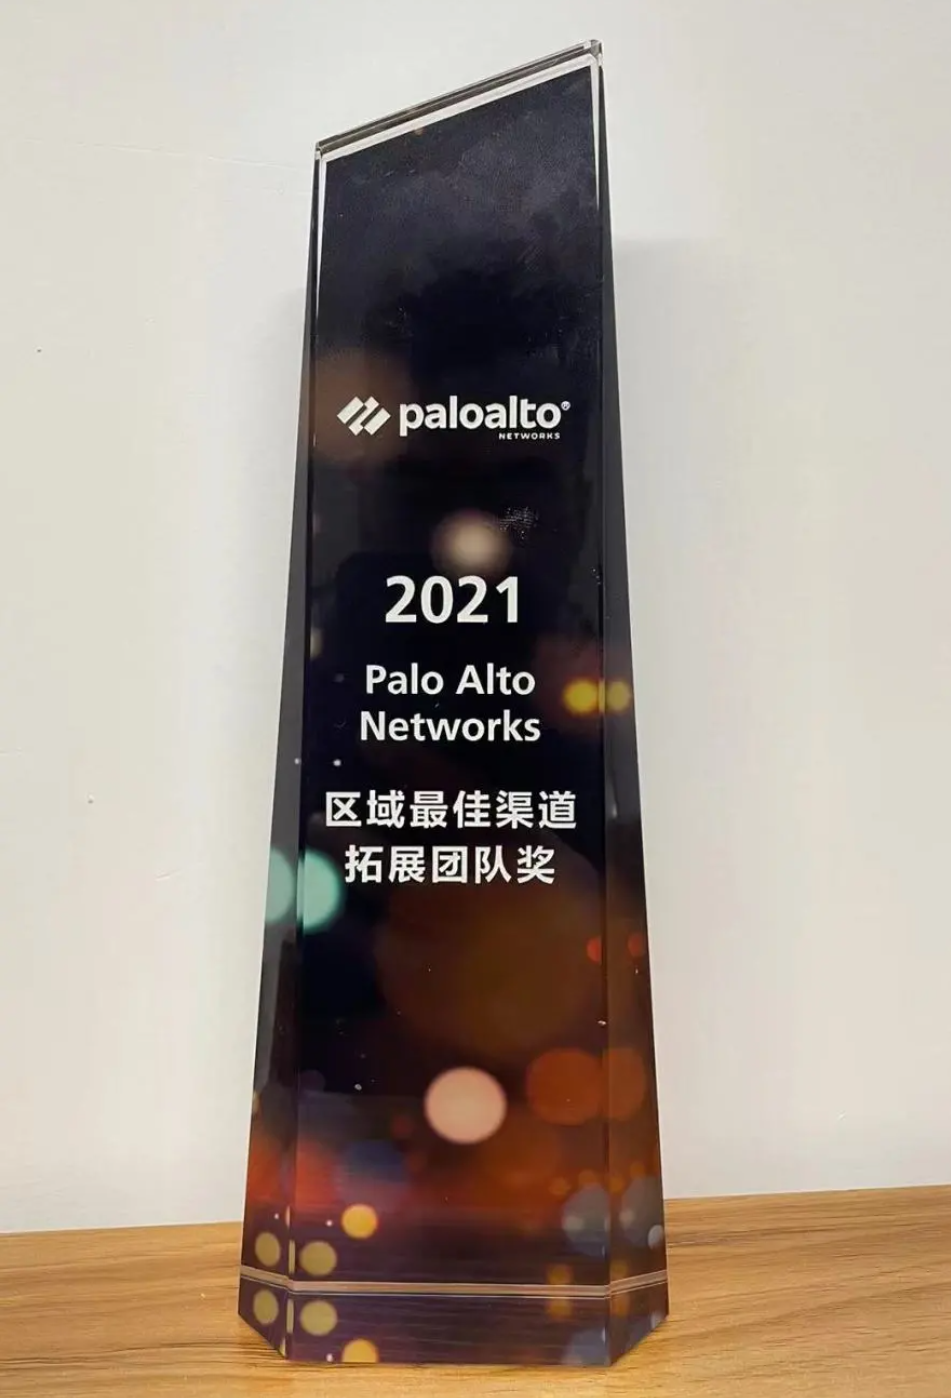 paloalto®
NETWORKS
2021
Palo Alto
Networks
区域最佳渠道
拓展团队奖